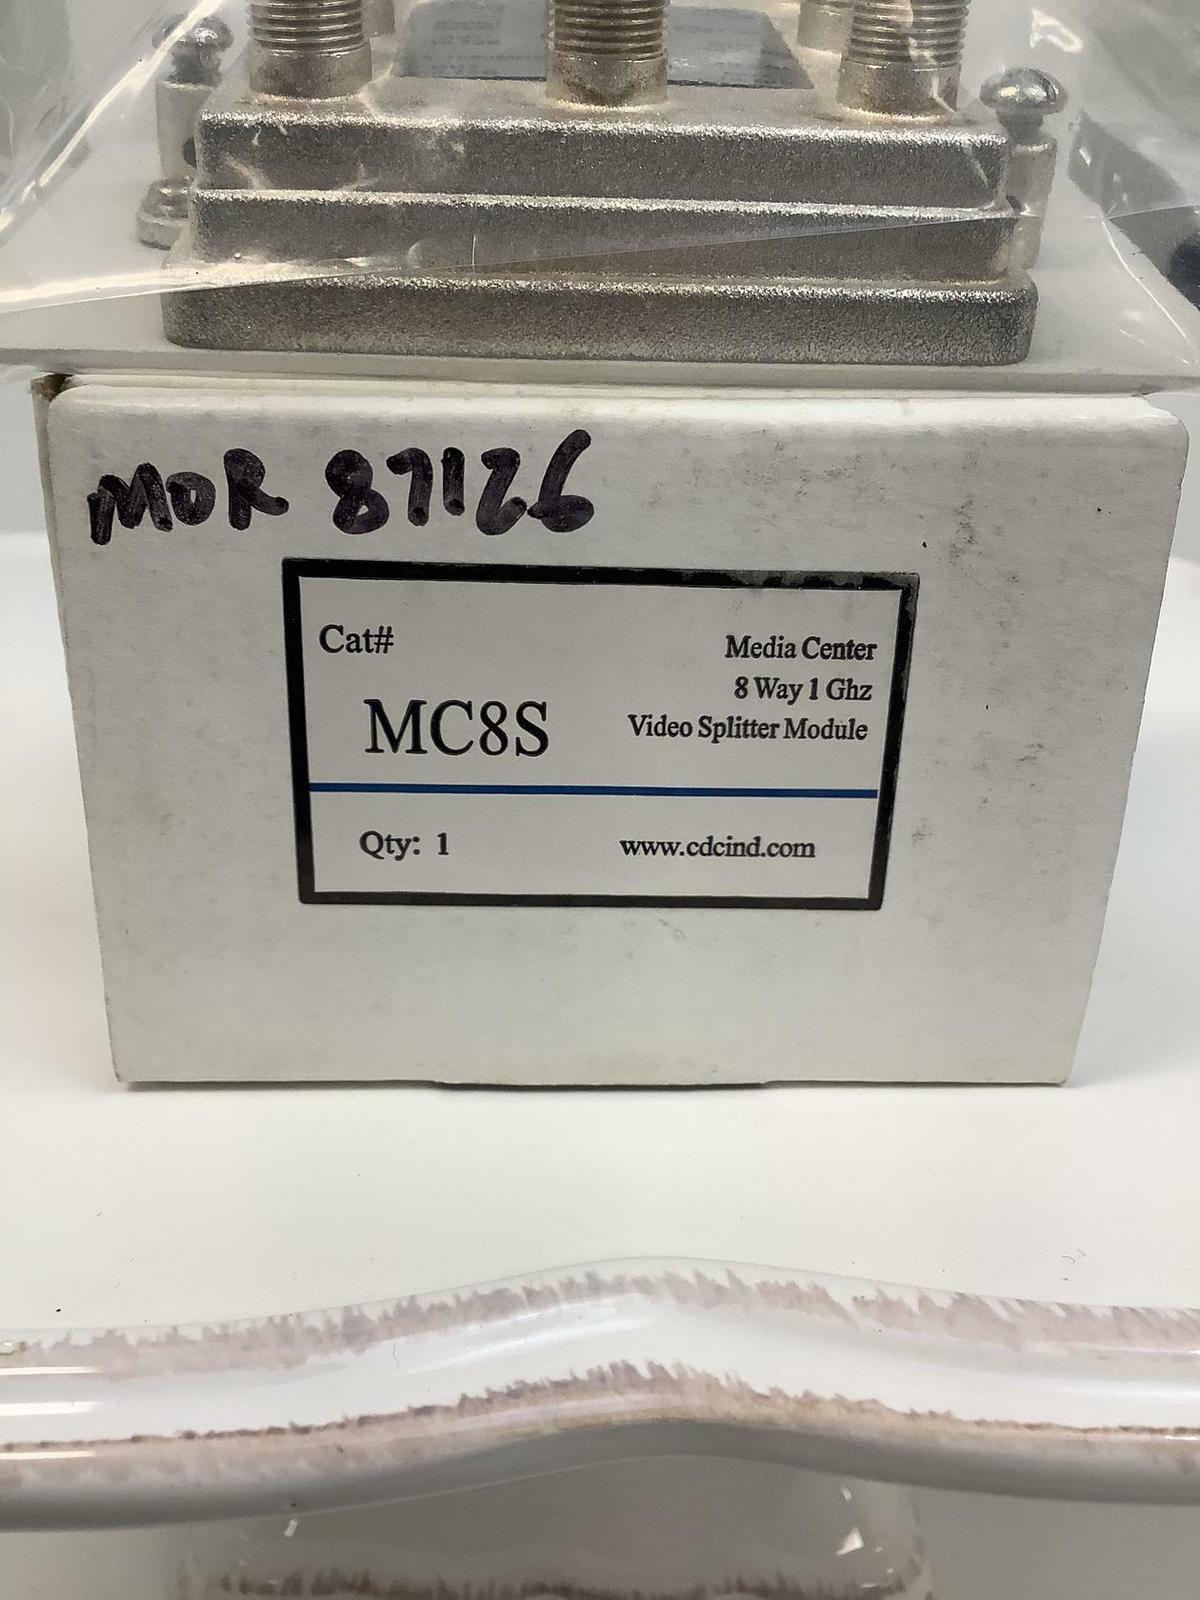 MOR 87126
Cat#
MC8S
Media Center
8 Way 1 Ghz
Video Splitter Module
Qty: 1
www.cdcind.com